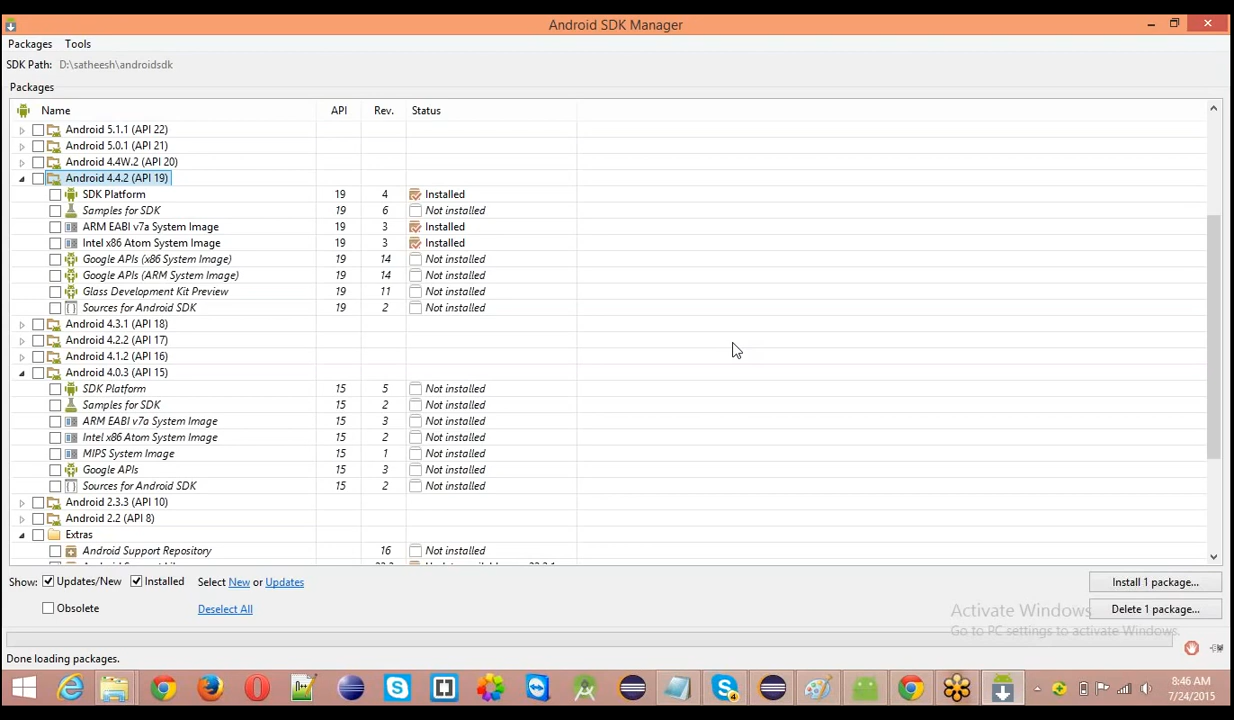 Android SDK Manager
Packages Tools
SDK Path: D:\satheesh\androidsdk
Packages
Name API Rev. Status
Android 5.1.1 (API 22)
Android 5.0.1 (API 21)
Android 4.4W.2 (API 20)
Android 4.4.2 (API 19)
SDK Platform 19 4 Installed
Samples for SDK 19 6 Not installed
ARM EABI v7a System Image 19 3 Installed
Intel x86 Atom System Image 19 3 Installed
Google APIs (x86 System Image) 19 14 Not installed
Google APIs (ARM System Image) 19 14 Not installed
Glass Development Kit Preview 19 11 Not installed
Sources for Android SDK 19 2 Not installed
Android 4.3.1 (API 18)
Android 4.2.2 (API 17)
Android 4.1.2 (API 16)
Android 4.0.3 (API 15)
SDK Platform 15 5 Not installed
Samples for SDK 15 2 Not installed
ARM EABI v7a System Image 15 3 Not installed
Intel x86 Atom System Image 15 2 Not installed
MIPS System Image 15 1 Not installed
Google APIs 15 3 Not installed
Sources for Android SDK 15 2 Not installed
Android 2.3.3 (API 10)
Android 2.2 (API 8)
Extras
Android Support Repository 16 Not installed
Show: Updates/New Installed Select New or Updates Install 1 package...
Obsolete Deselect All Delete 1 package...
Activate Windows
Go to PC settings to activate Windows.
Done loading packages.
4
8:46 AM
7/24/2015